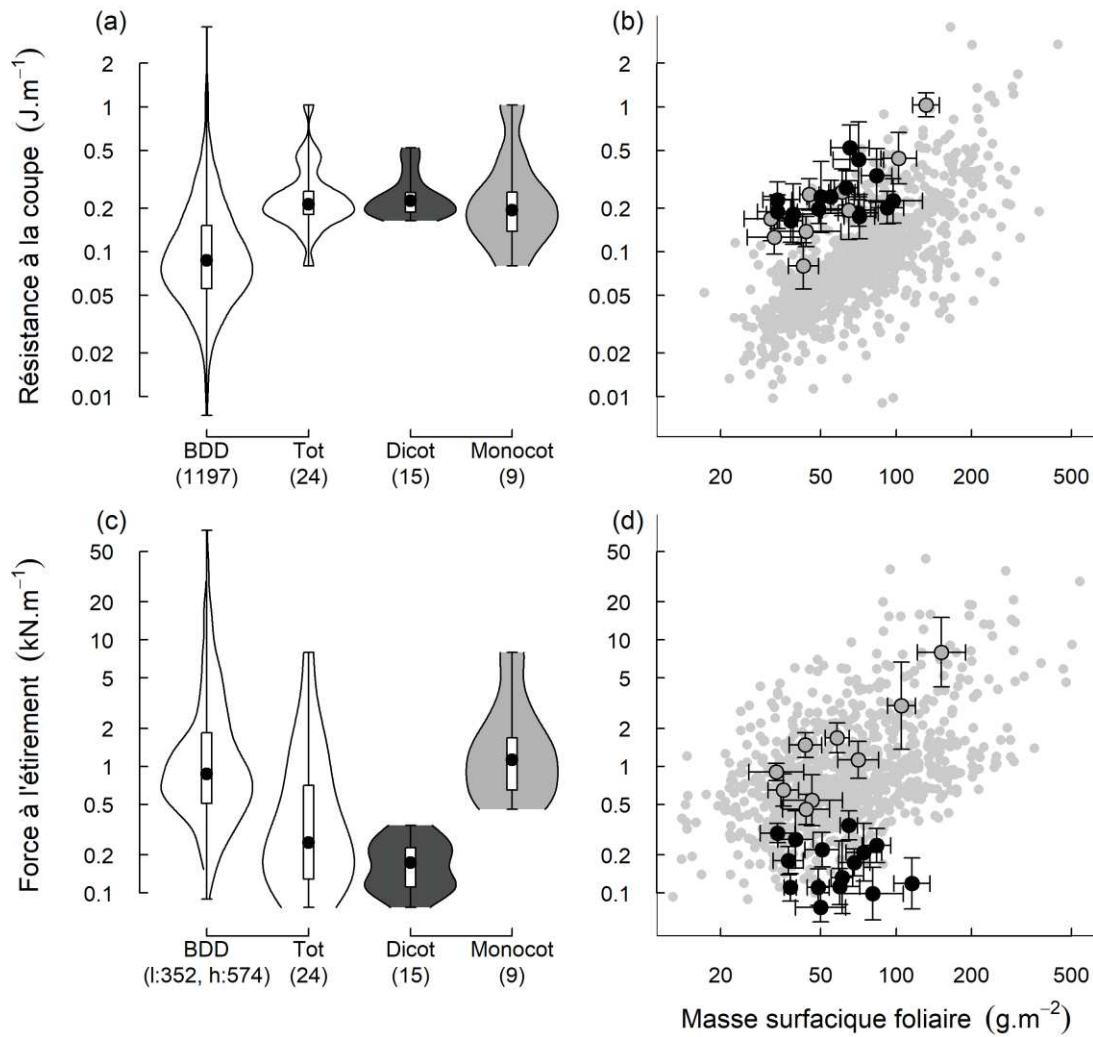 (a)
Résistance à la coupe (J.m−1)
2
1
0.5
0.2
0.1
0.05
0.02
0.01
BDD Tot Dicot Monocot
(1197) (24) (15) (9)
(b)
2
1
0.5
0.2
0.1
0.05
0.02
0.01
20 50 100 200 500
(c)
Force à l'étirement (kN.m−1)
50
20
10
5
2
1
0.5
0.2
0.1
BDD Tot Dicot Monocot
(l:352, h:574) (24) (15) (9)
(d)
50
20
10
5
2
1
0.5
0.2
0.1
20 50 100 200 500
Masse surfacique foliaire (g.m−2)